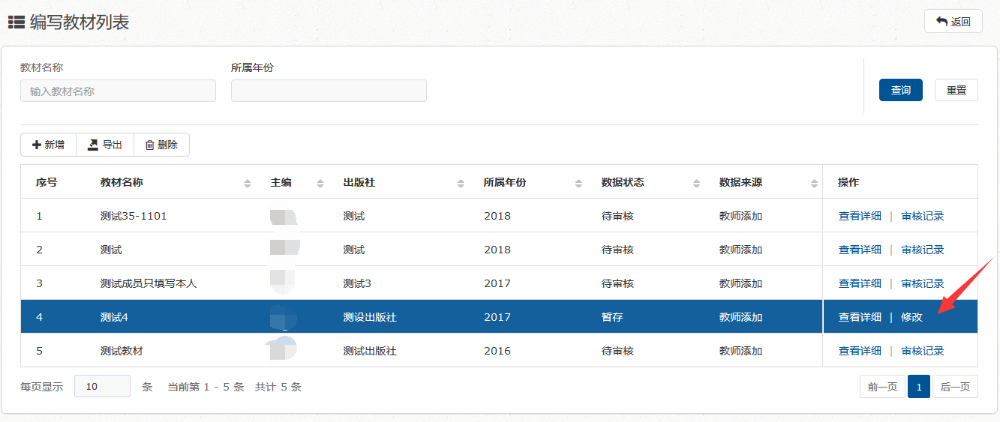 编写教材列表
返回
教材名称
所属年份
输入教材名称
查询
重置
新增
导出
删除
序号 教材名称 主编 出版社 所属年份 数据状态 数据来源 操作
1 测试35-1101 测试 2018 待审核 教师添加 查看详细 | 审核记录
2 测试 测试 2018 待审核 教师添加 查看详细 | 审核记录
3 测试成员只填写本人 测试3 2017 待审核 教师添加 查看详细 | 审核记录
4 测试4 测设出版社 2017 暂存 教师添加 查看详细 | 修改
5 测试教材 测试出版社 2016 待审核 教师添加 查看详细 | 审核记录
每页显示 10 条 当前第 1 - 5 条 共计 5 条
前一页 1 后一页